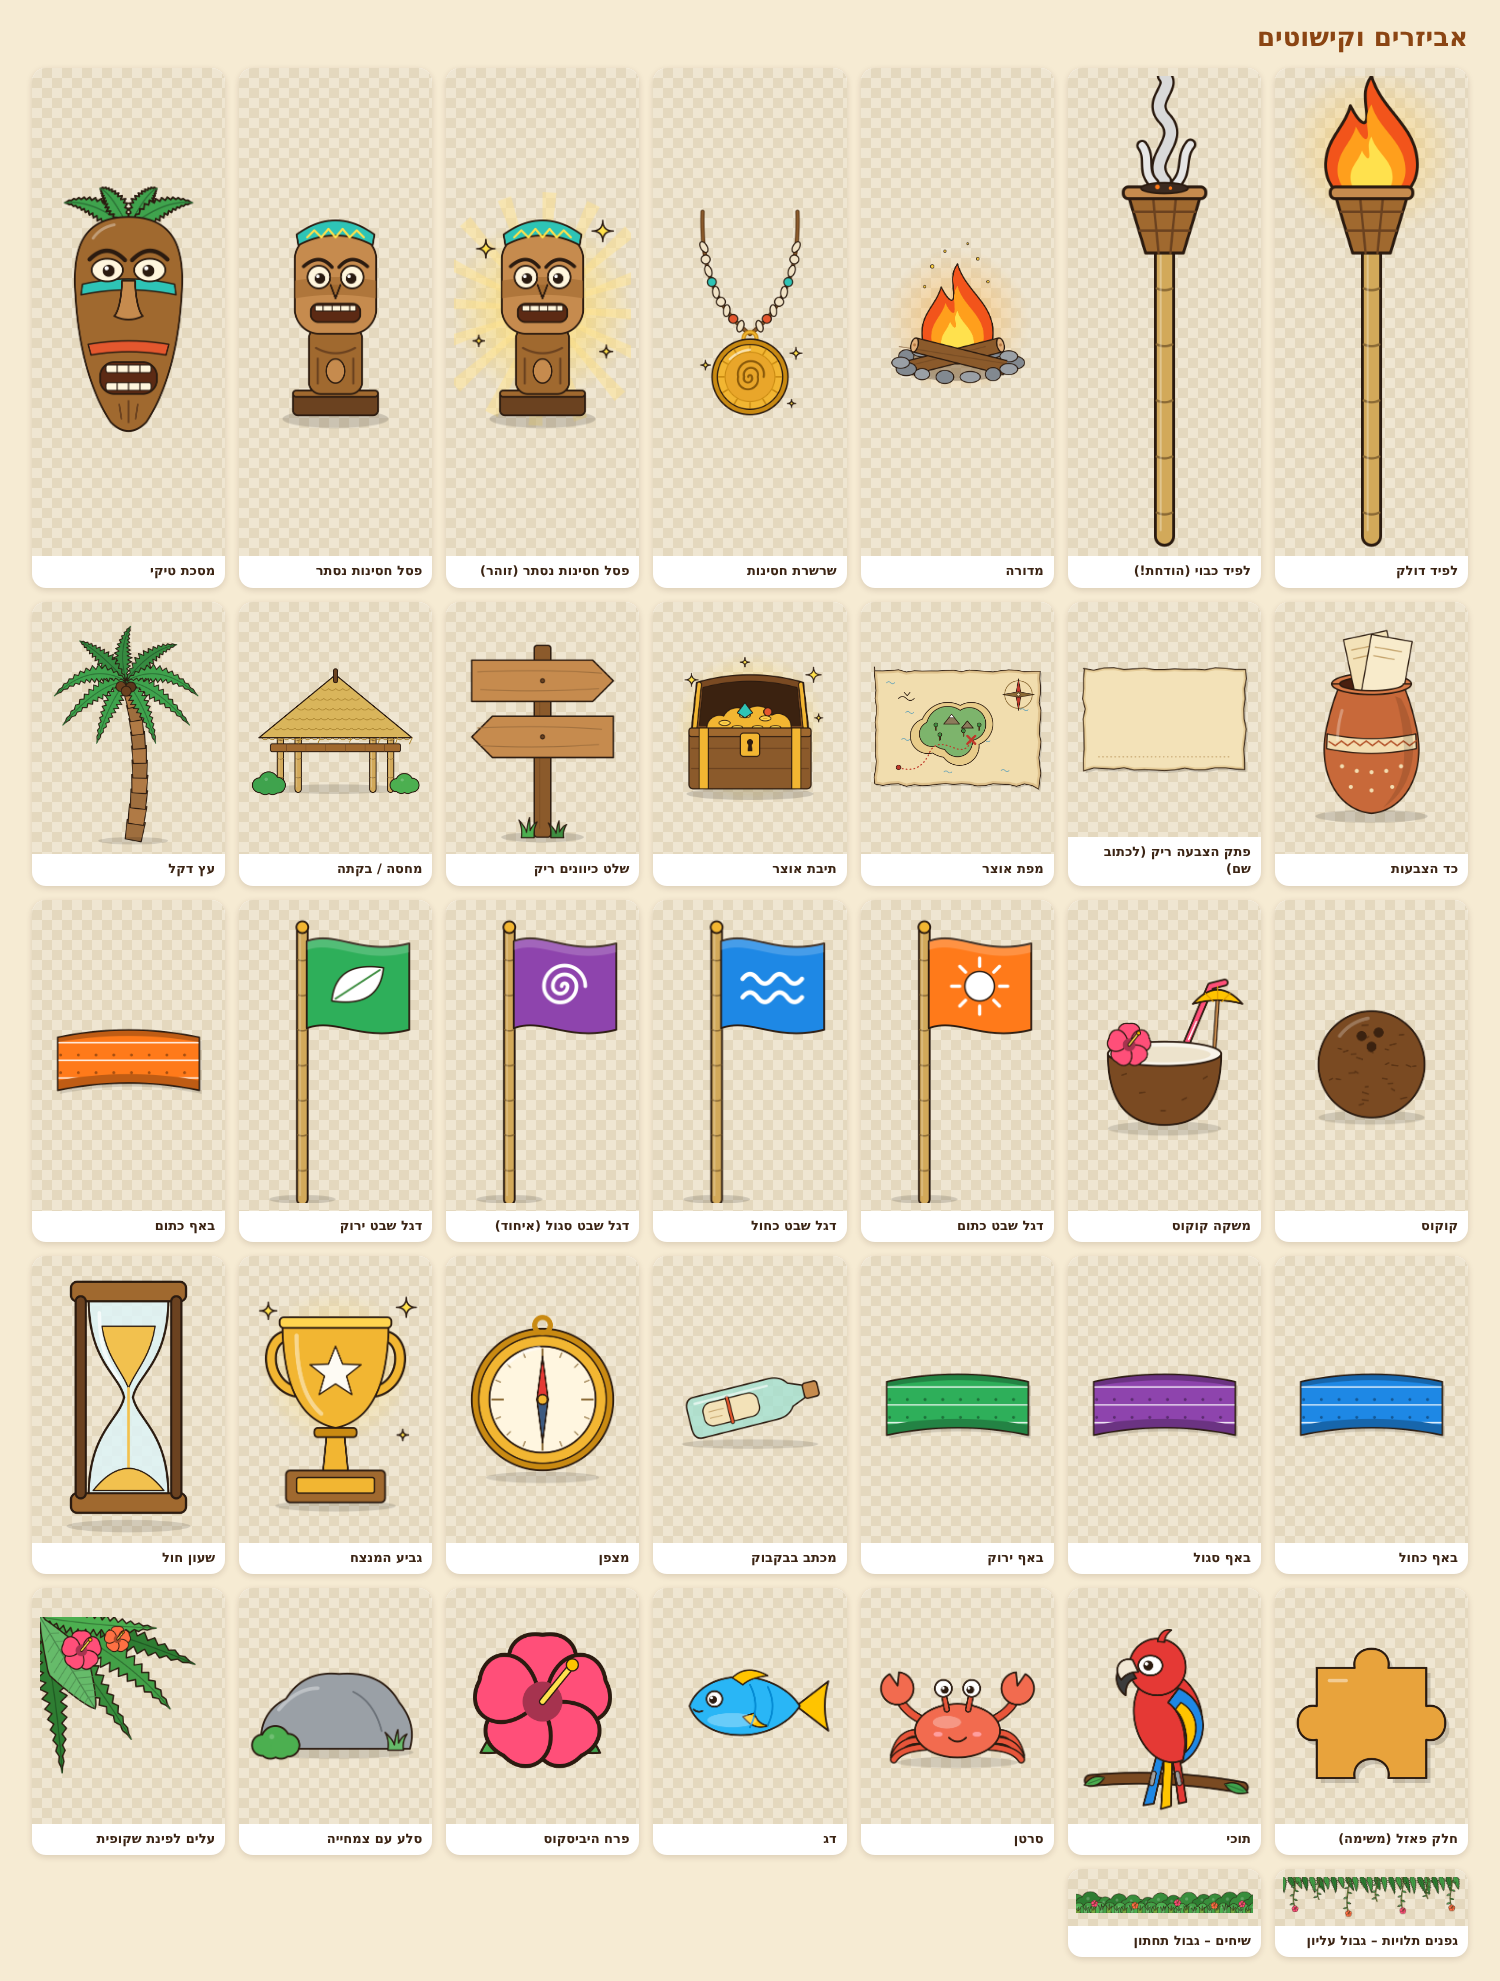 אביזרים וקישוטים
לפיד דולק
לפיד כבוי (הודחת!)
מדורה
שרשרת חסינות
פסל חסינות נסתר (זוהר)
פסל חסינות נסתר
מסכת טיקי
כד הצבעות
פתק הצבעה ריק (לכתוב
שם)
מפת אוצר
תיבת אוצר
שלט כיוונים ריק
מחסה / בקתה
עץ דקל
קוקוס
משקה קוקוס
דגל שבט כתום
דגל שבט כחול
דגל שבט סגול (איחוד)
דגל שבט ירוק
באף כתום
באף כחול
באף סגול
באף ירוק
מכתב בבקבוק
מצפן
גביע המנצח
שעון חול
חלק פאזל (משימה)
תוכי
סרטן
דג
פרח היביסקוס
סלע עם צמחייה
עלים לפינת שקופית
גפנים תלויות – גבול עליון
שיחים – גבול תחתון